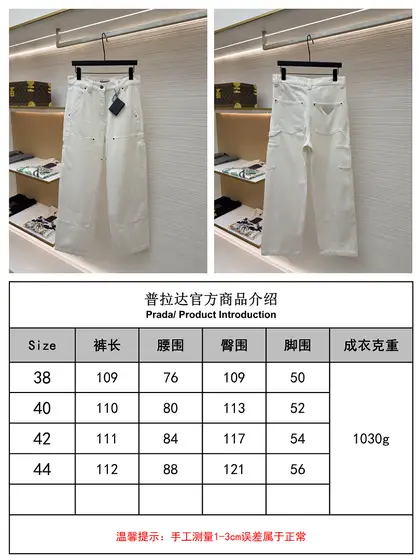 普拉达官方商品介绍
Prada/ Product Introduction
Size 裤长 腰围 臀围 脚围 成衣克重
38 109 76 109 50
40 110 80 113 52
42 111 84 117 54
1030g
44 112 88 121 56
温馨提示: 手工测量1-3cm误差属于正常